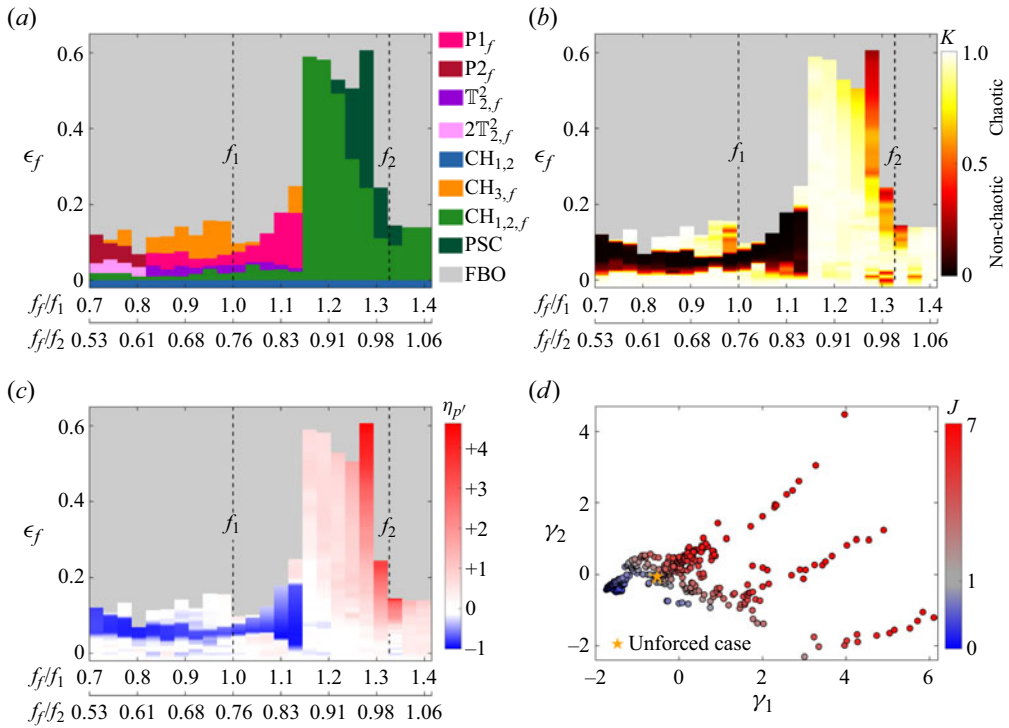 (a)
0.6
0.4
ϵ_f
0.2
0
f_1
f_2
P1_f
P2_f
𝕋²_{2,f}
2𝕋²_{2,f}
CH_{1,2}
CH_{3,f}
CH_{1,2,f}
PSC
FBO
f_f/f_1 0.7 0.8 0.9 1.0 1.1 1.2 1.3 1.4
f_f/f_2 0.53 0.61 0.68 0.76 0.83 0.91 0.98 1.06
(b)
0.6
0.4
ϵ_f
0.2
0
f_1
f_2
K
1.0
0.5
0
Chaotic
Non-chaotic
f_f/f_1 0.7 0.8 0.9 1.0 1.1 1.2 1.3 1.4
f_f/f_2 0.53 0.61 0.68 0.76 0.83 0.91 0.98 1.06
(c)
0.6
0.4
ϵ_f
0.2
0
f_1
f_2
η_{p′}
+4
+3
+2
+1
0
−1
f_f/f_1 0.7 0.8 0.9 1.0 1.1 1.2 1.3 1.4
f_f/f_2 0.53 0.61 0.68 0.76 0.83 0.91 0.98 1.06
(d)
4
2
γ_2
0
−2
Unforced case
−2 0 2 4 6
γ_1
J
7
1
0